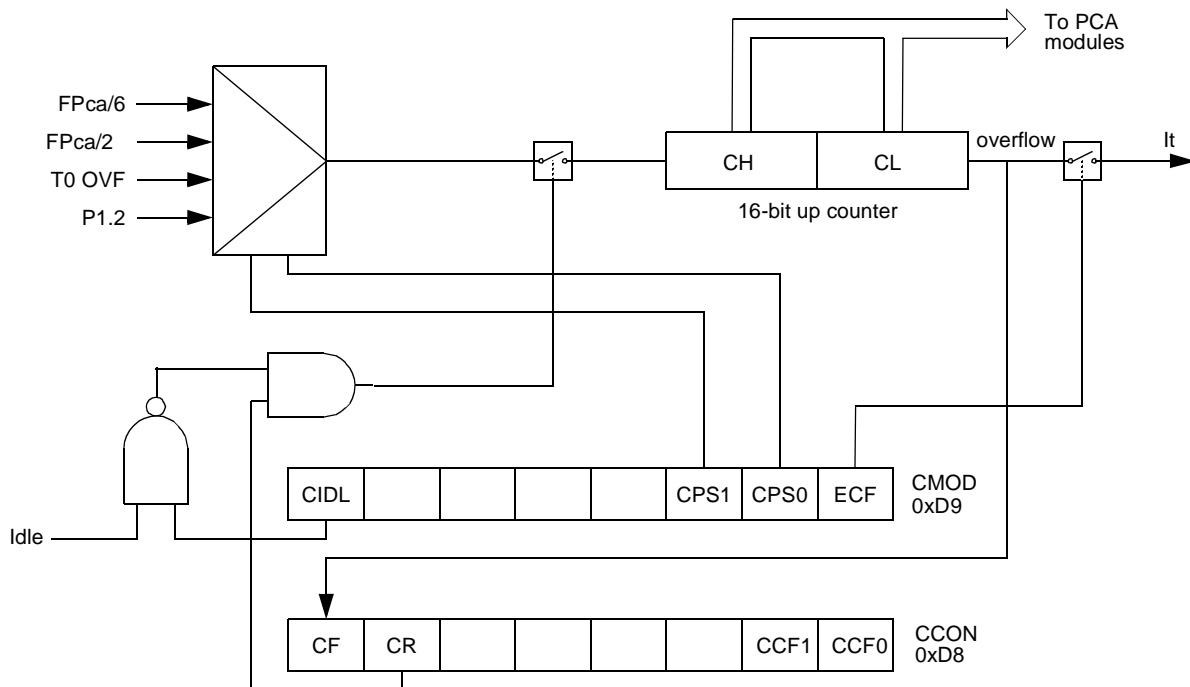 To PCA
modules
FPca/6
FPca/2
T0 OVF
P1.2
CH
CL
overflow
It
16-bit up counter
CIDL
CPS1
CPS0
ECF
CMOD
0xD9
Idle
CF
CR
CCF1
CCF0
CCON
0xD8